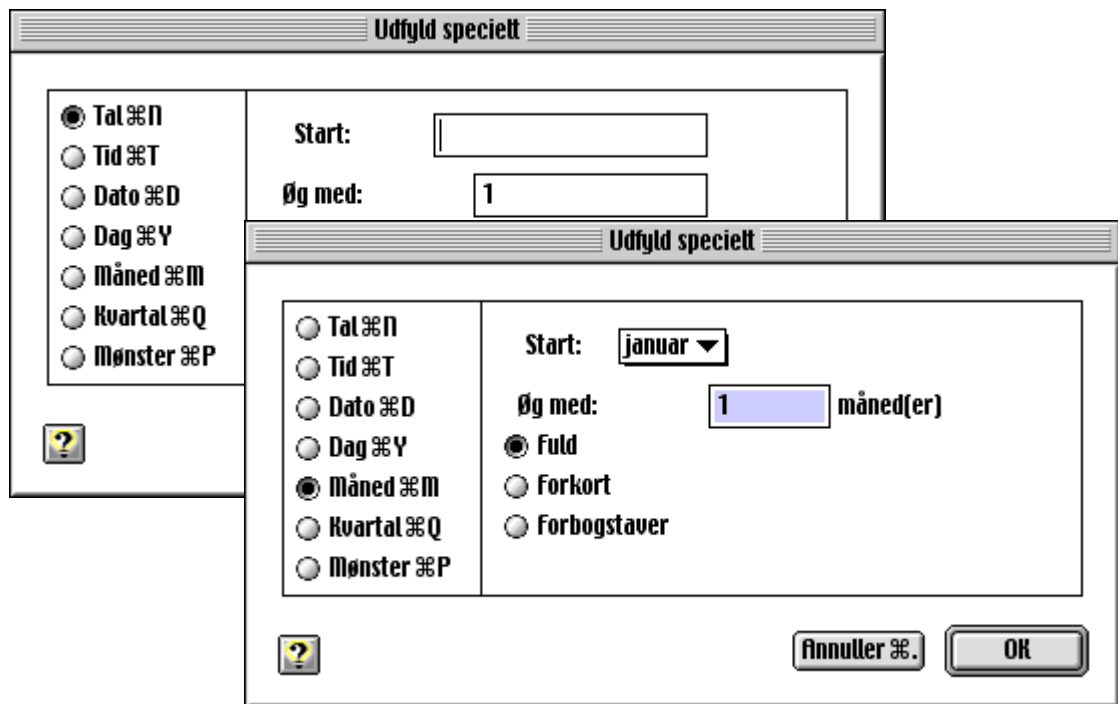 Udfyld specielt
Tal ⌘N
Tid ⌘T
Dato ⌘D
Dag ⌘Y
Måned ⌘M
Kvartal ⌘Q
Mønster ⌘P
Start:
Øg med: 1
?
Udfyld specielt
Tal ⌘N
Tid ⌘T
Dato ⌘D
Dag ⌘Y
Måned ⌘M
Kvartal ⌘Q
Mønster ⌘P
Start: januar
Øg med: 1 måned(er)
Fuld
Forkort
Forbogstaver
?
Annuller ⌘.
OK